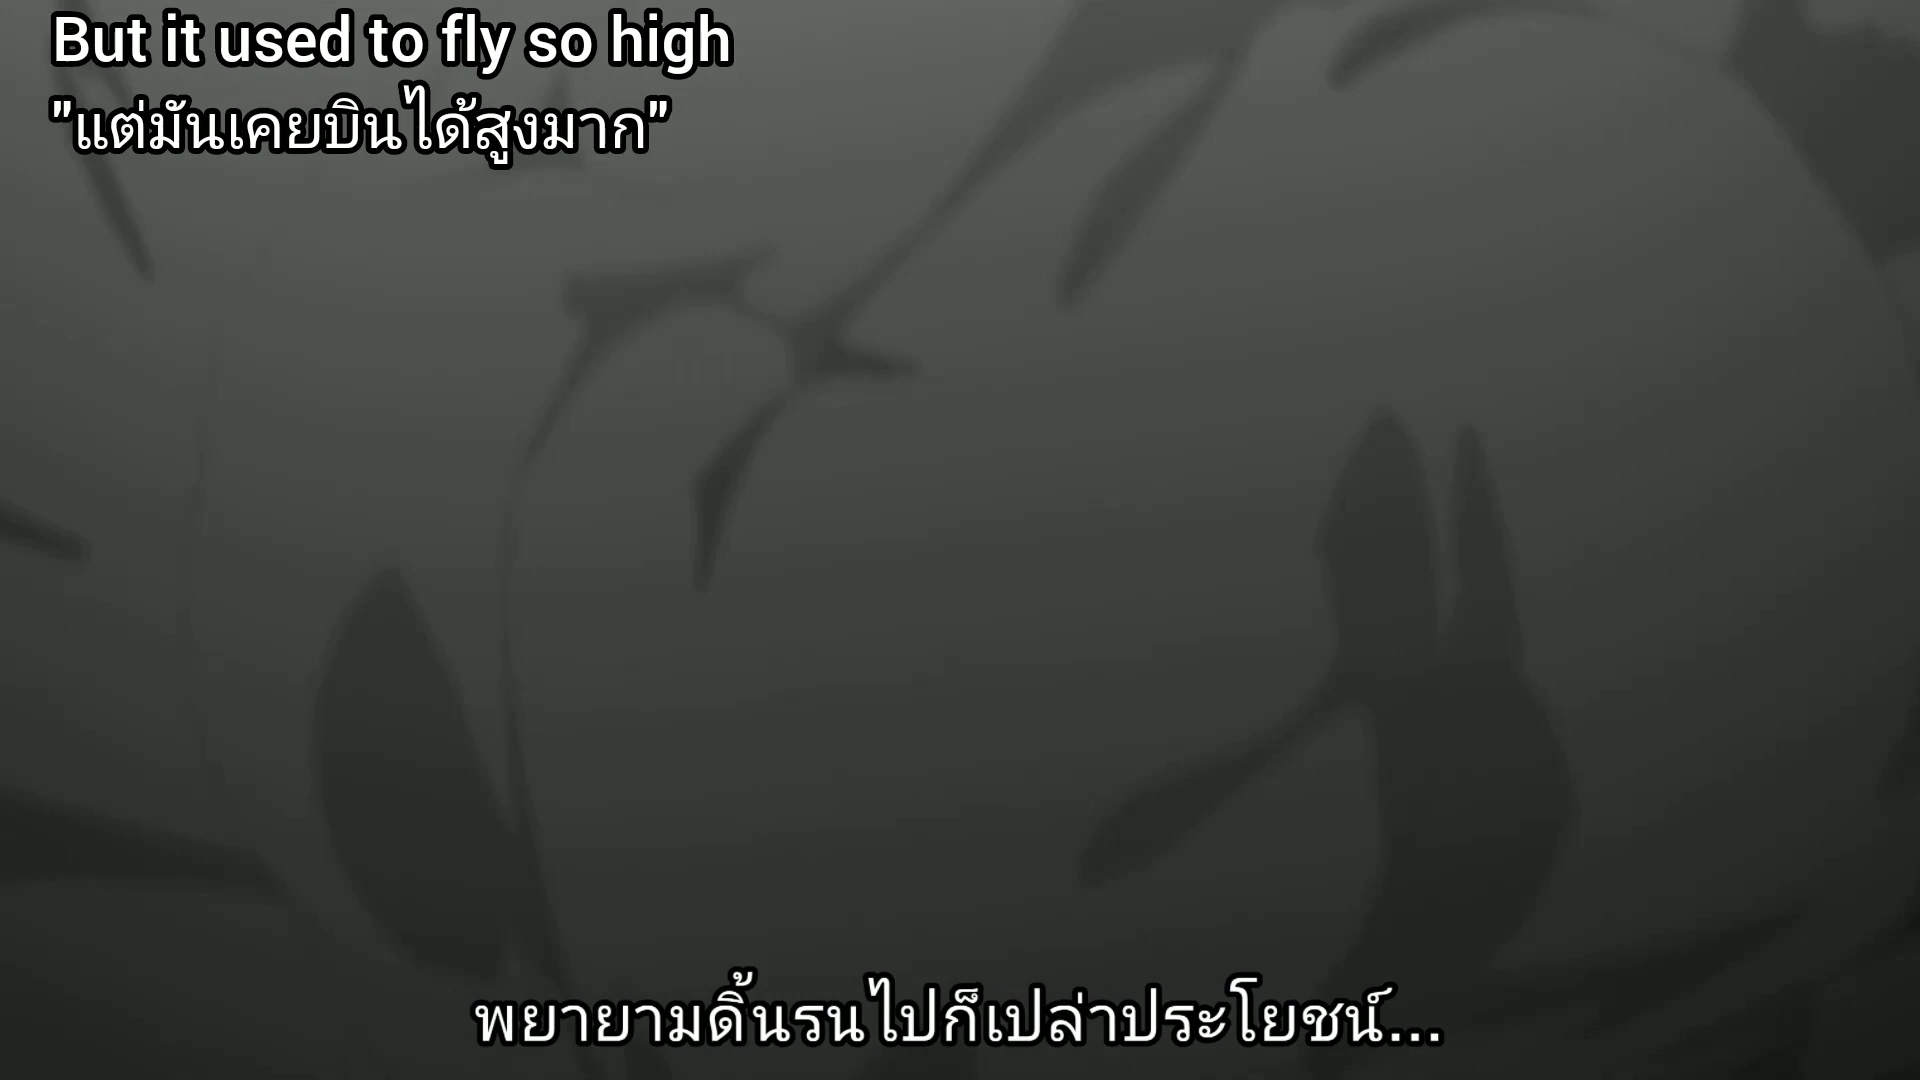 But it used to fly so high
"แต่มันเคยบินได้สูงมาก"
พยายามดิ้นรนไปก็เปล่าประโยชน์...